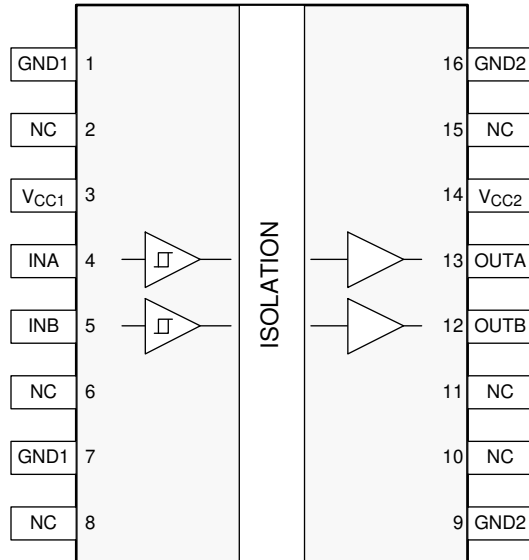 GND1 1 16 GND2
NC 2 15 NC
VCC1 3 14 VCC2
INA 4 13 OUTA
INB 5 12 OUTB
NC 6 11 NC
GND1 7 10 NC
NC 8 9 GND2
ISOLATION